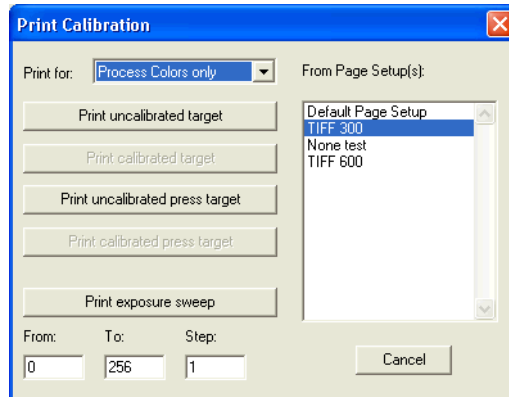 Print Calibration
Print for: Process Colors only
Print uncalibrated target
Print calibrated target
Print uncalibrated press target
Print calibrated press target
Print exposure sweep
From: To: Step:
0 256 1
From Page Setup(s):
Default Page Setup
TIFF 300
None test
TIFF 600
Cancel